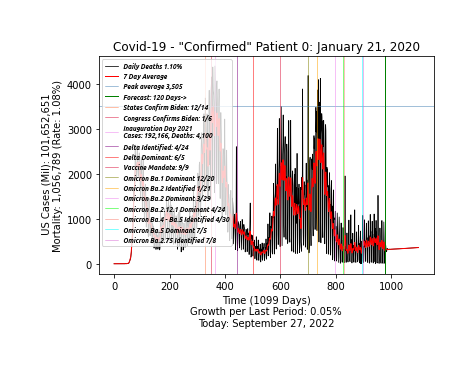 Covid-19 - "Confirmed" Patient 0: January 21, 2020
US Cases (Mill): 101,652,651
Mortality: 1,056,789 (Rate: 1.08%)
4000
3000
2000
1000
0
Daily Deaths 1.10%
7 Day Average
Peak average 3,505
Forecast: 120 Days->
States Confirm Biden: 12/14
Congress Confirms Biden: 1/6
Inauguration Day 2021
Cases: 192,166, Deaths: 4,100
Delta Identified: 4/24
Delta Dominant: 6/5
Vaccine Mandate: 9/9
Omicron Ba.1 Dominant 12/20
Omicron Ba.2 Identified 1/21
Omicron Ba.2 Dominant 3/29
Omicron Ba.2.12.1 Dominant 4/24
Omicron Ba.4 - Ba.5 Identified 4/30
Omicron Ba.5 Dominant 7/5
Omicron Ba.2.75 Identified 7/8
0 200 400 600 800 1000
Time (1099 Days)
Growth per Last Period: 0.05%
Today: September 27, 2022